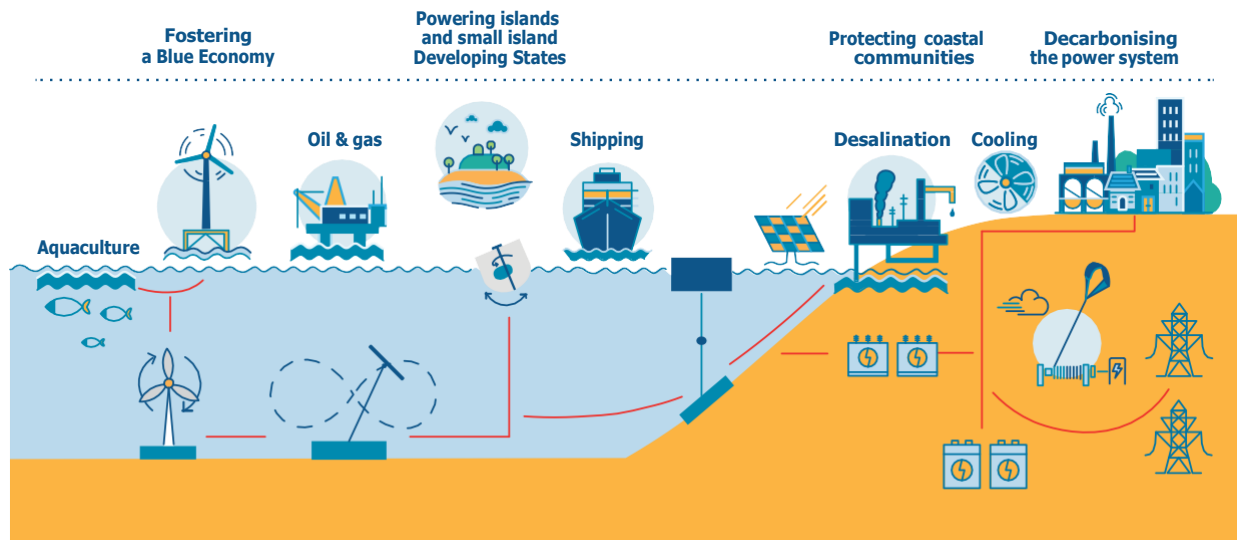 Fostering
a Blue Economy
Powering islands
and small island
Developing States
Protecting coastal
communities
Decarbonising
the power system
Oil & gas
Shipping
Desalination
Cooling
Aquaculture